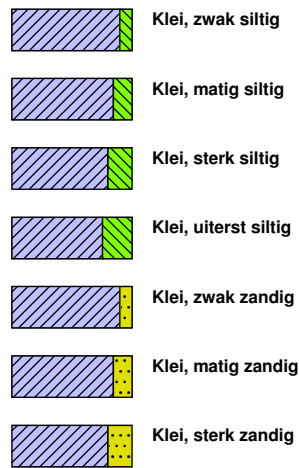 Klei, zwak siltig
Klei, matig siltig
Klei, sterk siltig
Klei, uiterst siltig
Klei, zwak zandig
Klei, matig zandig
Klei, sterk zandig